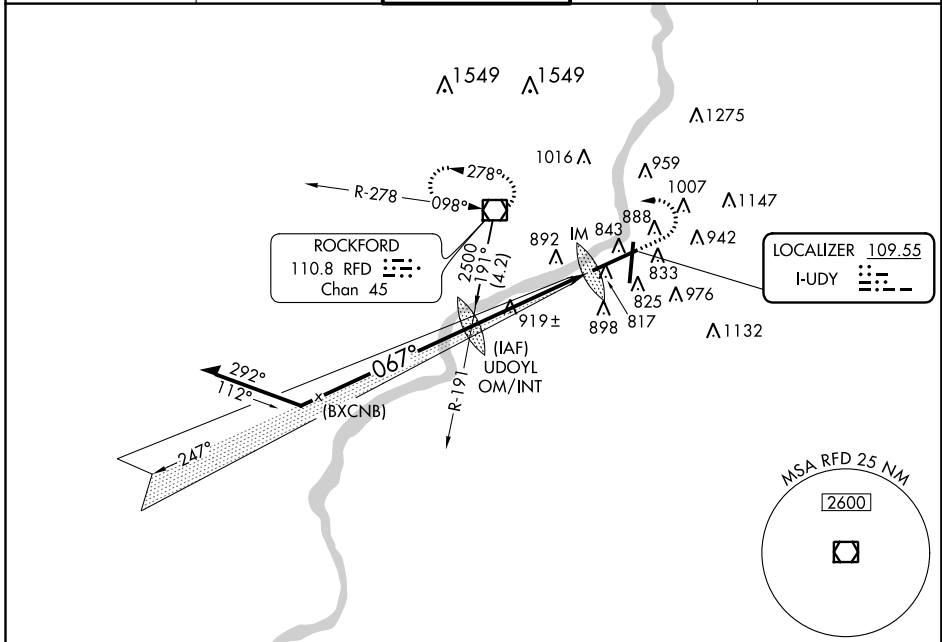 1549
1549
1275
1016
959
278°
1007
R-278
098°
1147
888
843
892
IM
942
ROCKFORD
110.8 RFD
Chan 45
2500
191°
(4.2)
833
LOCALIZER 109.55
I-UDY
825
976
919±
898
817
1132
(IAF)
UDOYL
OM/INT
067°
292°
112°
x
(BXCNB)
R-191
247°
MSA RFD 25 NM
2600